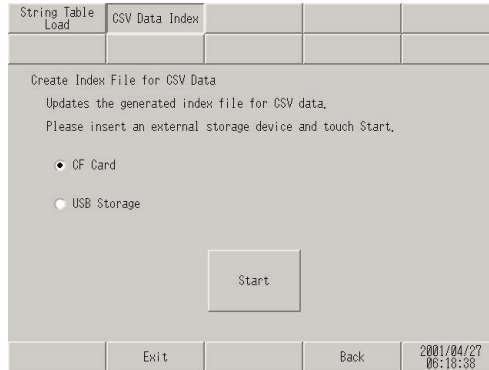 String Table
Load
CSV Data Index
Create Index File for CSV Data
Updates the generated index file for CSV data.
Please insert an external storage device and touch Start.
CF Card
USB Storage
Start
Exit
Back
2001/04/27
06:18:38